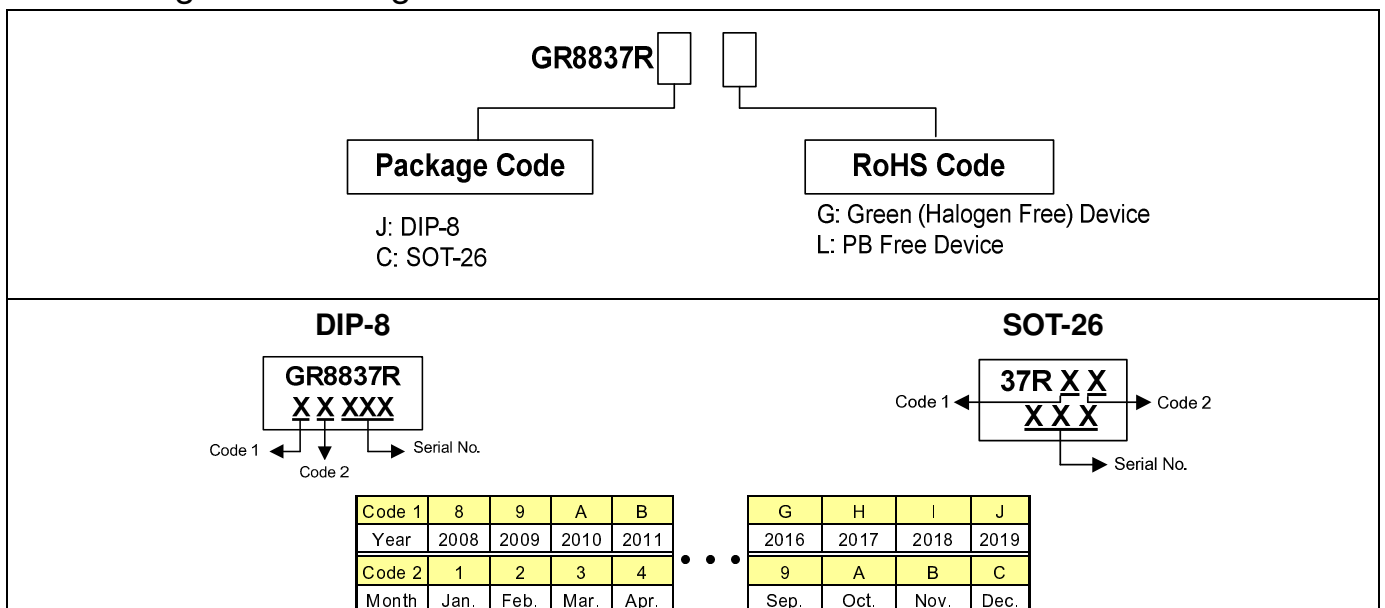 GR8837R
Package Code
RoHS Code
J: DIP-8
C: SOT-26
G: Green (Halogen Free) Device
L: PB Free Device
DIP-8
GR8837R
X X XXX
Code 1
Code 2
Serial No.
SOT-26
37R X X
X X X
Code 1
Code 2
Serial No.
Code 1 8 9 A B • • • G H I J
Year 2008 2009 2010 2011 2016 2017 2018 2019
Code 2 1 2 3 4 9 A B C
Month Jan. Feb. Mar. Apr. Sep. Oct. Nov. Dec.